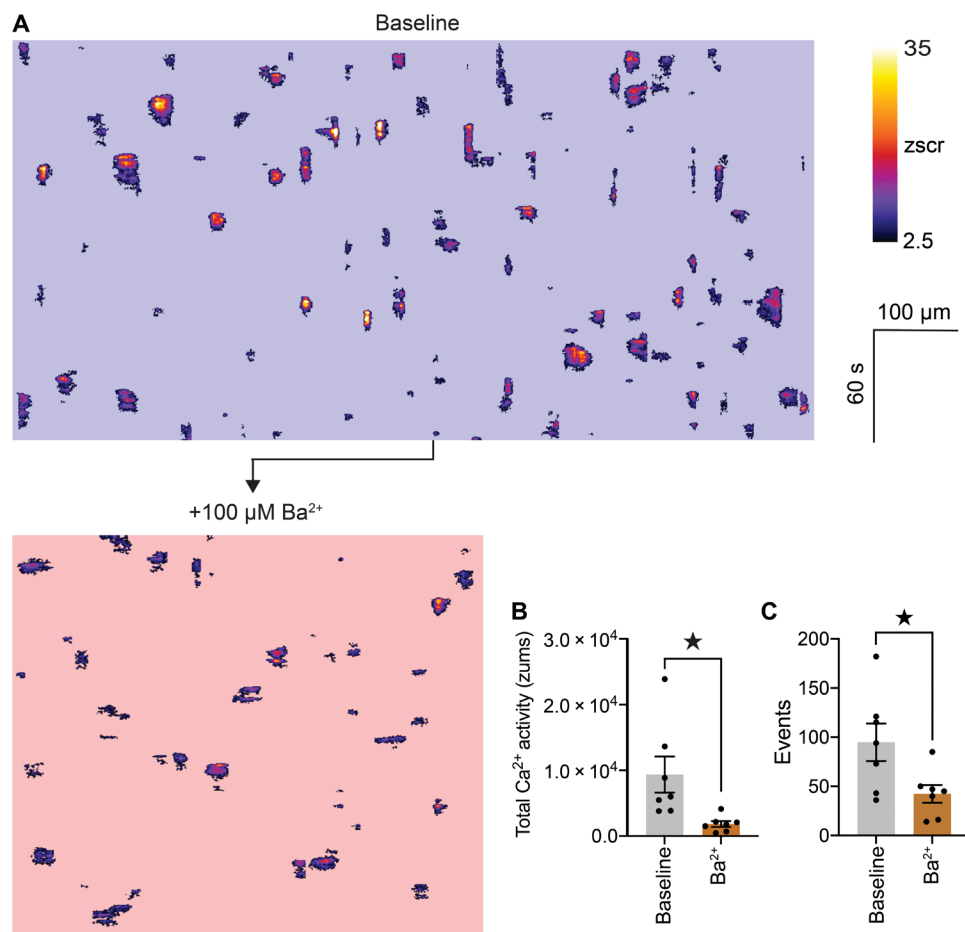 A
Baseline
35
zscr
2.5
100 µm
60 s
+100 µM Ba²⁺
B
Total Ca²⁺ activity (zums)
3.0 × 10⁴
2.0 × 10⁴
1.0 × 10⁴
0.0
Baseline
Ba²⁺
C
Events
200
150
100
50
0
Baseline
Ba²⁺